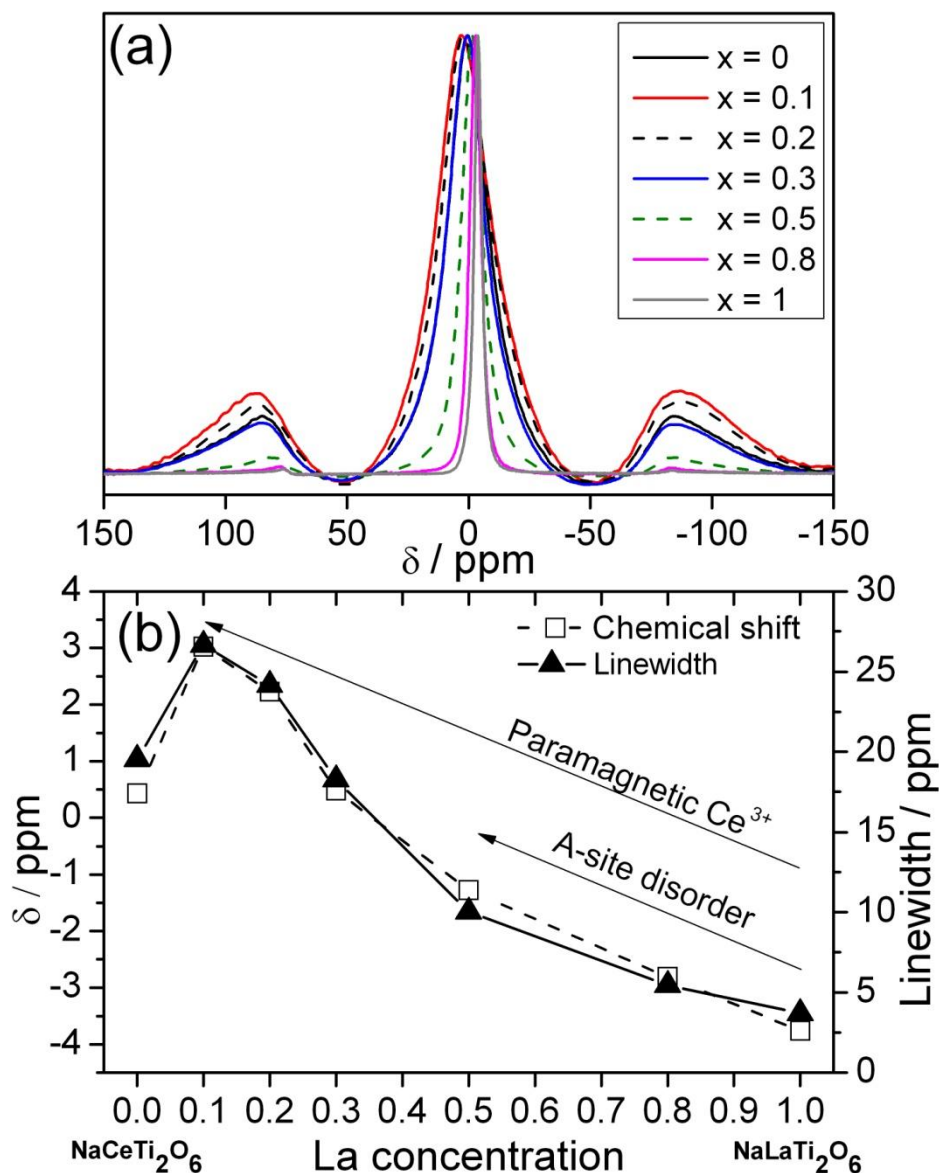 (a)
x = 0
x = 0.1
x = 0.2
x = 0.3
x = 0.5
x = 0.8
x = 1
150 100 50 0 -50 -100 -150
δ / ppm
(b)
Chemical shift
Linewidth
Paramagnetic Ce³⁺
A-site disorder
4
3
2
1
0
-1
-2
-3
-4
δ / ppm
30
25
20
15
10
5
0
Linewidth / ppm
0.0 0.1 0.2 0.3 0.4 0.5 0.6 0.7 0.8 0.9 1.0
NaCeTi₂O₆ La concentration NaLaTi₂O₆